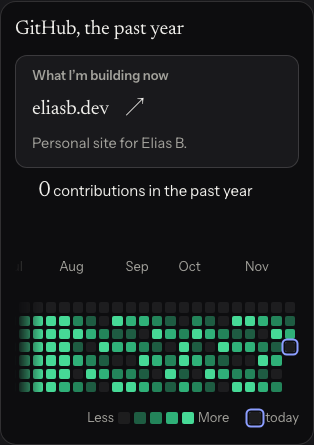 GitHub, the past year
What I'm building now
eliasb.dev ↗
Personal site for Elias B.
0 contributions in the past year
Aug Sep Oct Nov
Less More today